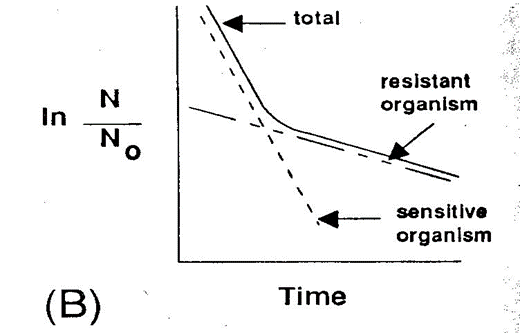 total
resistant
organism
ln N
N₀
sensitive
organism
Time
(B)